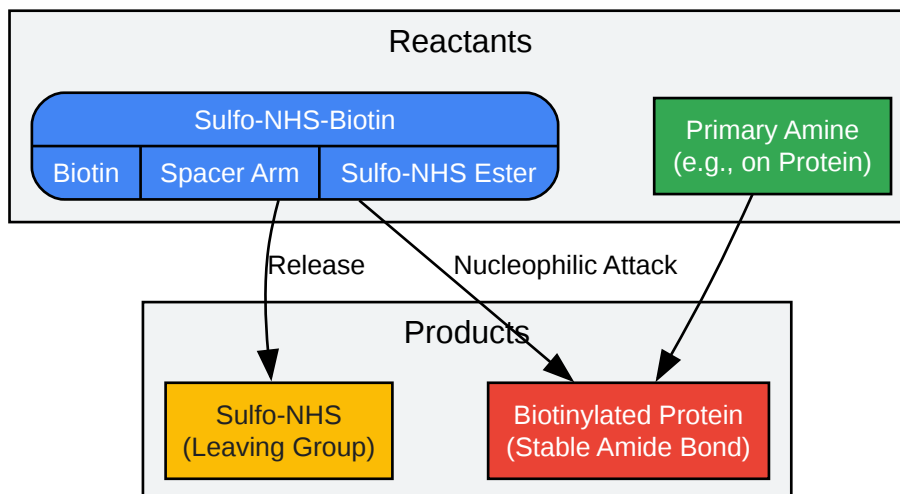 Reactants
Sulfo-NHS-Biotin
Biotin
Spacer Arm
Sulfo-NHS Ester
Primary Amine
(e.g., on Protein)
Release
Nucleophilic Attack
Products
Sulfo-NHS
(Leaving Group)
Biotinylated Protein
(Stable Amide Bond)